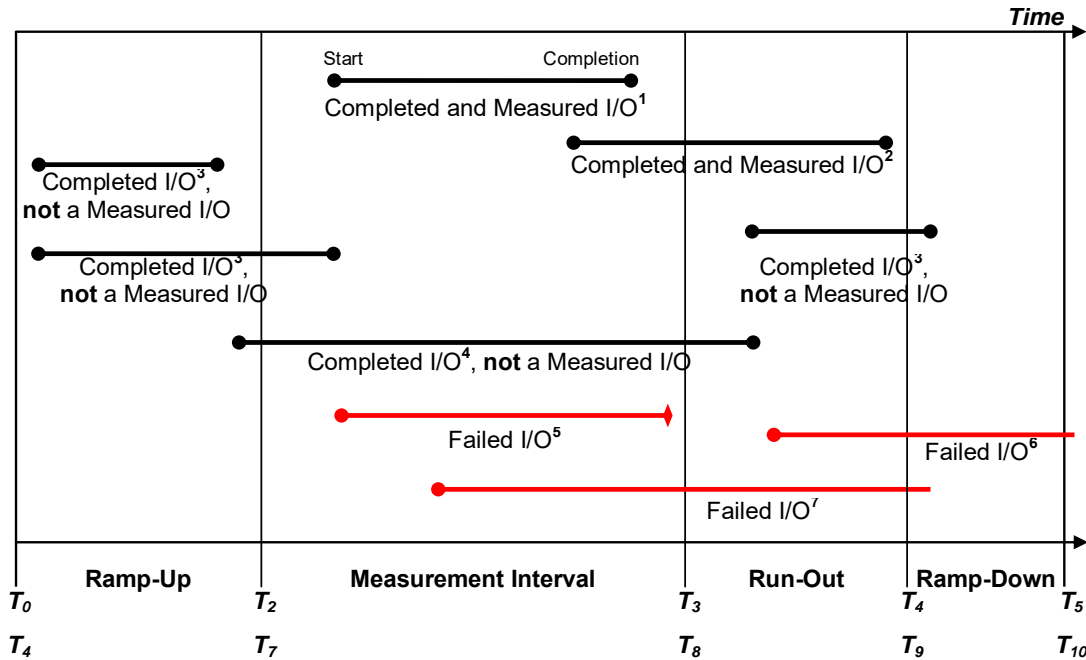 Time
Start Completion
Completed and Measured I/O¹
Completed and Measured I/O²
Completed I/O³,
not a Measured I/O
Completed I/O³,
not a Measured I/O
Completed I/O³,
not a Measured I/O
Completed I/O⁴, not a Measured I/O
Failed I/O⁵
Failed I/O⁶
Failed I/O⁷
Ramp-Up Measurement Interval Run-Out Ramp-Down
T₀ T₂ T₃ T₄ T₅
T₄ T₇ T₈ T₉ T₁₀